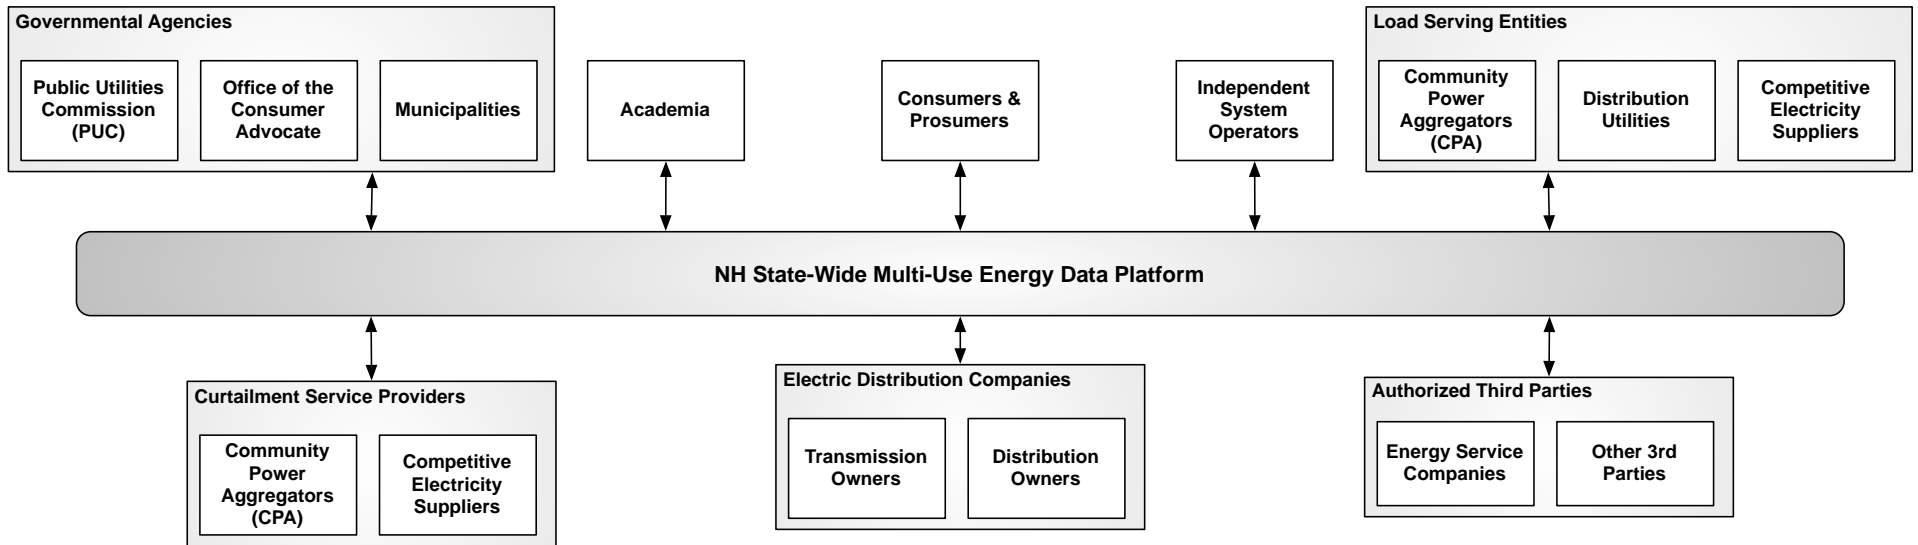 Governmental Agencies
Public Utilities
Commission
(PUC)
Office of the
Consumer
Advocate
Municipalities
Academia
Consumers &
Prosumers
Independent
System
Operators
Load Serving Entities
Community
Power
Aggregators
(CPA)
Distribution
Utilities
Competitive
Electricity
Suppliers
NH State-Wide Multi-Use Energy Data Platform
Curtailment Service Providers
Community
Power
Aggregators
(CPA)
Competitive
Electricity
Suppliers
Electric Distribution Companies
Transmission
Owners
Distribution
Owners
Authorized Third Parties
Energy Service
Companies
Other 3rd
Parties